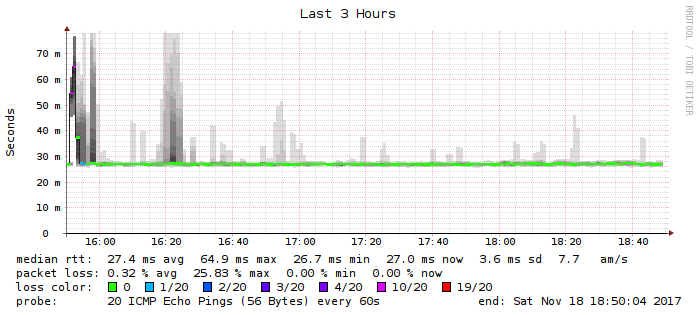 Last 3 Hours
RRDTOOL / TOBI OETIKER
Seconds
70 m
60 m
50 m
40 m
30 m
20 m
10 m
0
16:00 16:20 16:40 17:00 17:20 17:40 18:00 18:20 18:40
median rtt: 27.4 ms avg 64.9 ms max 26.7 ms min 27.0 ms now 3.6 ms sd 7.7 am/s
packet loss: 0.32 % avg 25.83 % max 0.00 % min 0.00 % now
loss color: 0 1/20 2/20 3/20 4/20 10/20 19/20
probe: 20 ICMP Echo Pings (56 Bytes) every 60s end: Sat Nov 18 18:50:04 2017